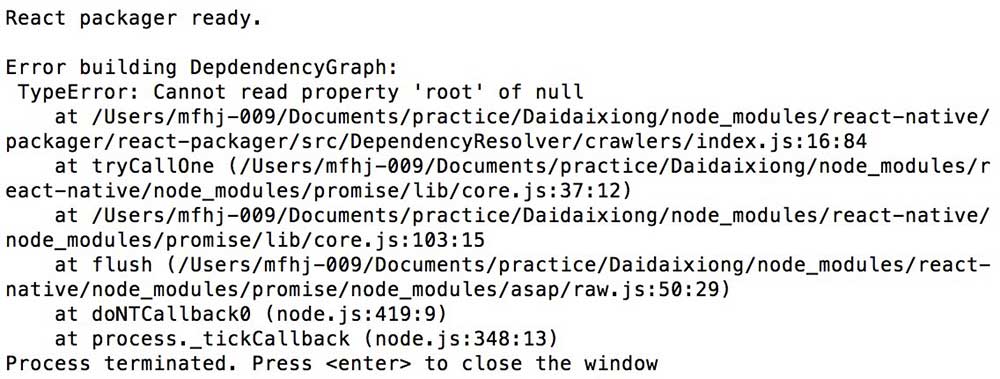 React packager ready.
Error building DepdendencyGraph:
TypeError: Cannot read property 'root' of null
at /Users/mfhj-009/Documents/practice/Daidaixiong/node_modules/react-native/
packager/react-packager/src/DependencyResolver/crawlers/index.js:16:84
at tryCallOne (/Users/mfhj-009/Documents/practice/Daidaixiong/node_modules/r
eact-native/node_modules/promise/lib/core.js:37:12)
at /Users/mfhj-009/Documents/practice/Daidaixiong/node_modules/react-native/
node_modules/promise/lib/core.js:103:15
at flush (/Users/mfhj-009/Documents/practice/Daidaixiong/node_modules/react-
native/node_modules/promise/node_modules/asap/raw.js:50:29)
at doNTCallback0 (node.js:419:9)
at process._tickCallback (node.js:348:13)
Process terminated. Press <enter> to close the window